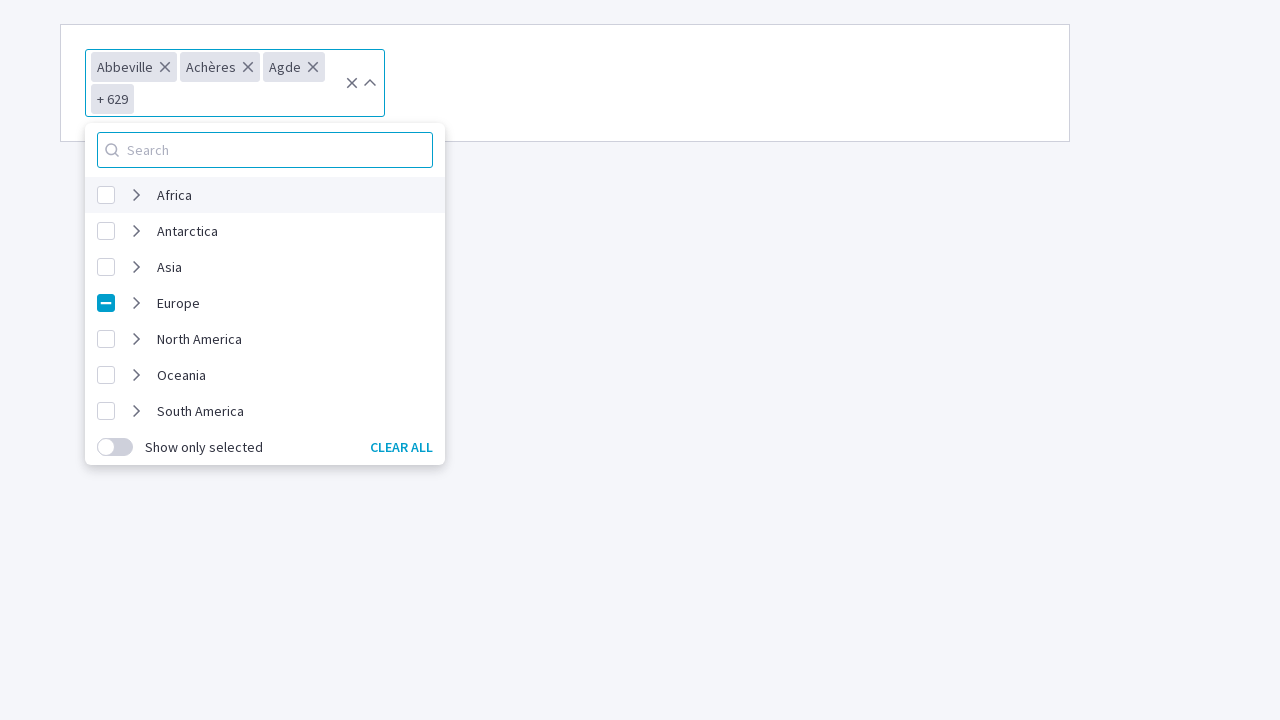 Abbeville Achères Agde
+ 629
Search
Africa
Antarctica
Asia
Europe
North America
Oceania
South America
Show only selected CLEAR ALL